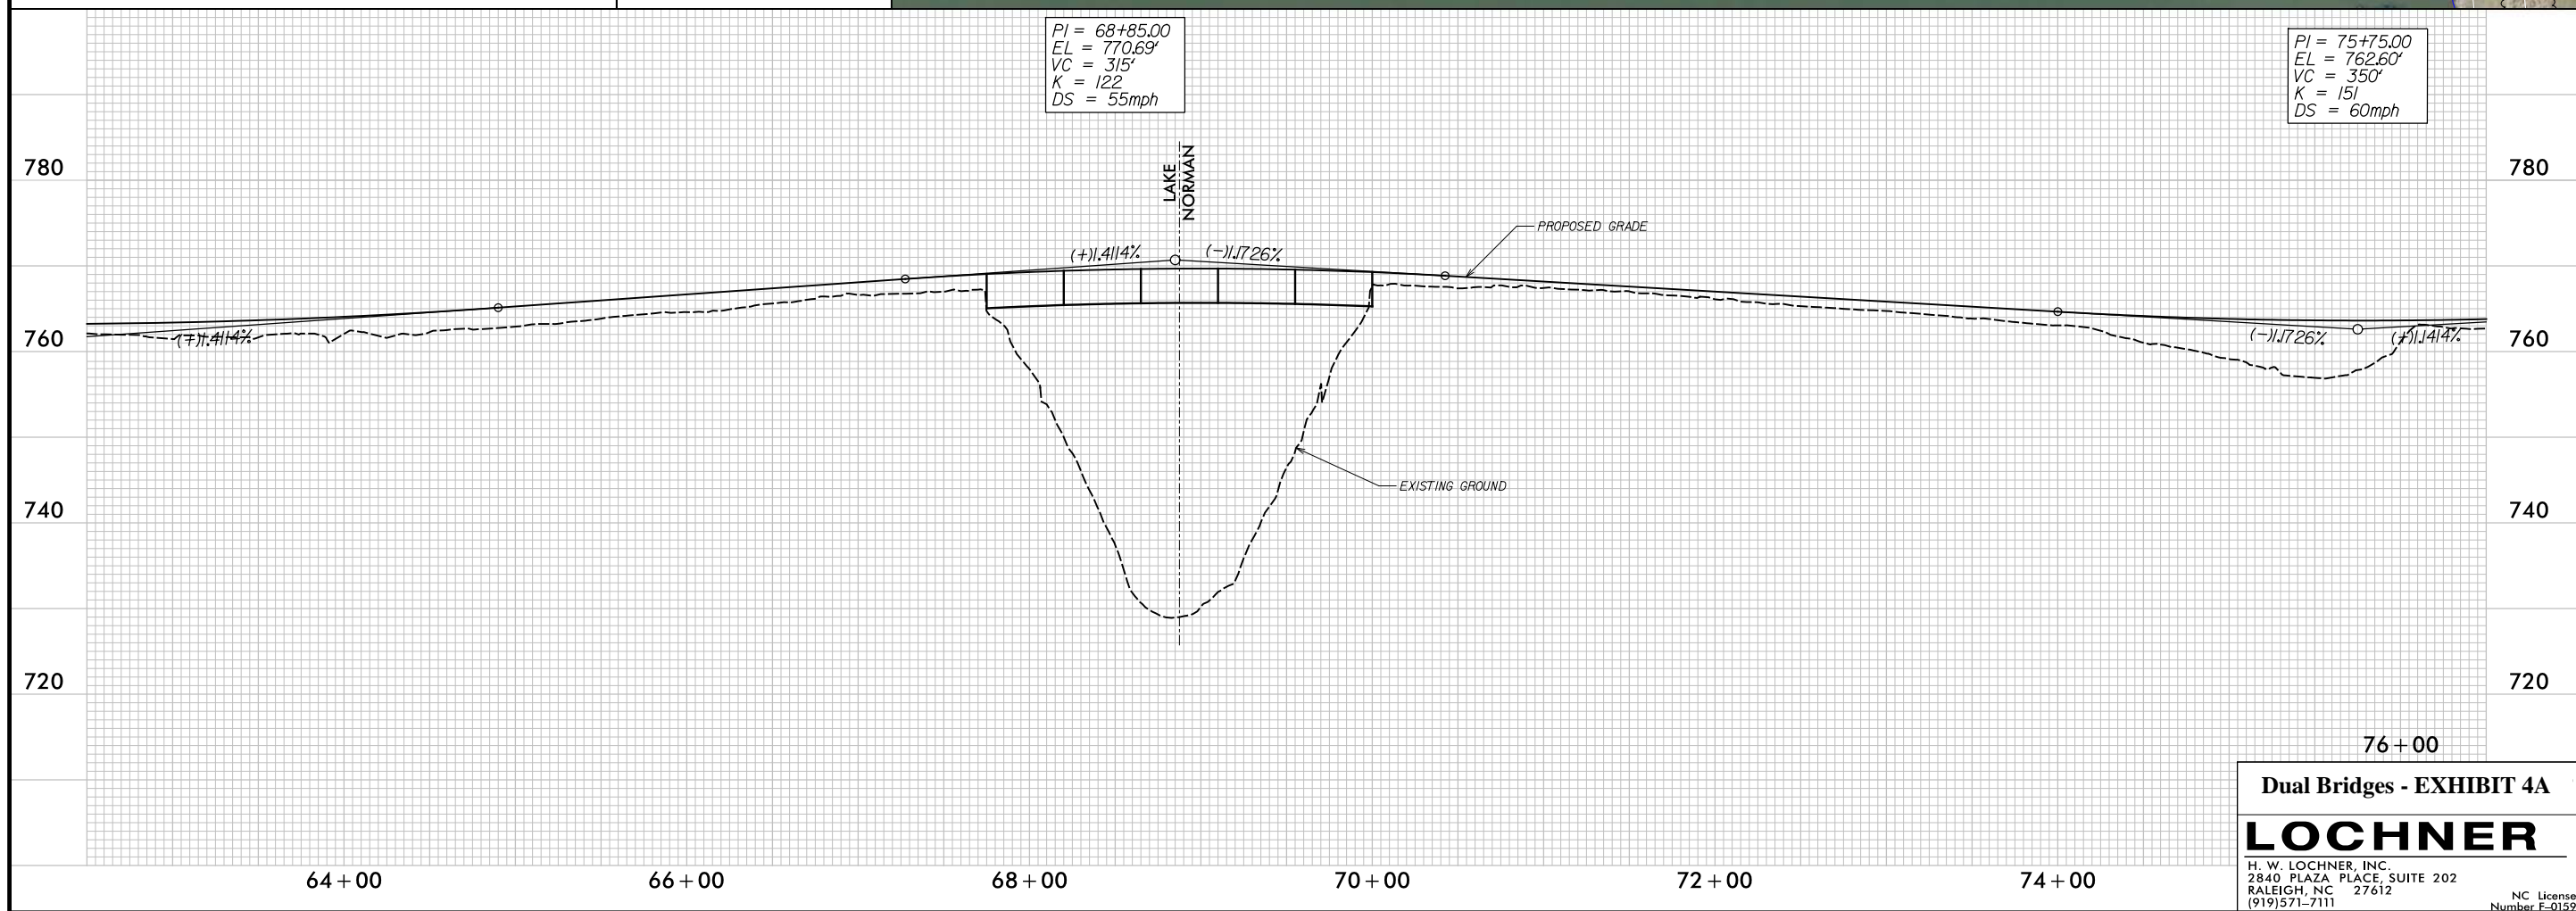 PI = 68+85.00
EL = 770.69'
VC = 315'
K = 122
DS = 55mph
PI = 75+75.00
EL = 762.60'
VC = 350'
K = 151
DS = 60mph
780
780
LAKE
NORMAN
PROPOSED GRADE
(+)1.4114%
(-)1.1726%
760
(+)1.4114%
(-)1.1726%
(+)1.1414%
760
EXISTING GROUND
740
740
720
720
76+00
64+00
66+00
68+00
70+00
72+00
74+00
Dual Bridges - EXHIBIT 4A
LOCHNER
H. W. LOCHNER, INC.
2840 PLAZA PLACE, SUITE 202
RALEIGH, NC 27612
(919)571-7111
NC License
Number F-0159